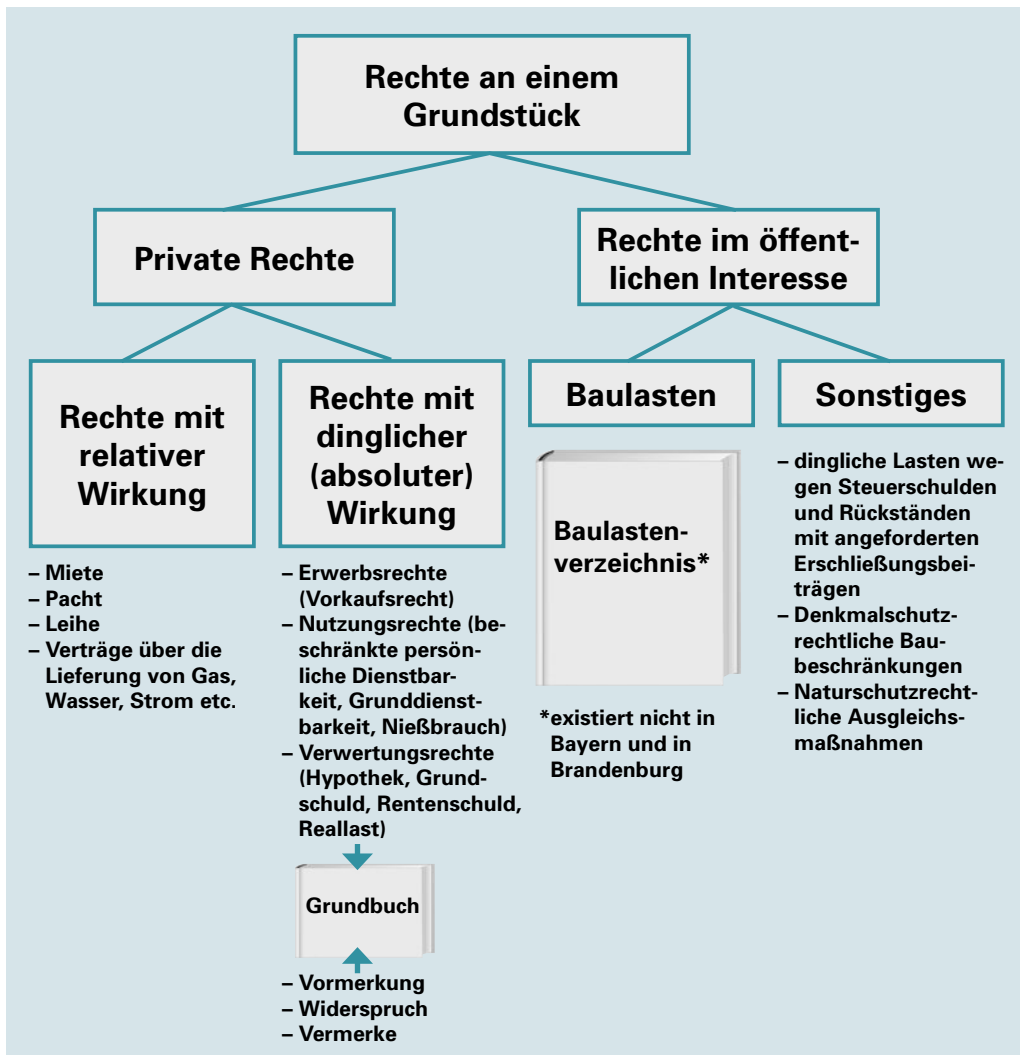 Rechte an einem
Grundstück
Private Rechte
Rechte im öffent-
lichen Interesse
Rechte mit
relativer
Wirkung
– Miete
– Pacht
– Leihe
– Verträge über die
Lieferung von Gas,
Wasser, Strom etc.
Rechte mit
dinglicher
(absoluter)
Wirkung
– Erwerbsrechte
(Vorkaufsrecht)
– Nutzungsrechte (be-
schränkte persön-
liche Dienstbar-
keit, Grunddienst-
barkeit, Nießbrauch)
– Verwertungsrechte
(Hypothek, Grund-
schuld, Rentenschuld,
Reallast)
Grundbuch
– Vormerkung
– Widerspruch
– Vermerke
Baulasten
Baulasten-
verzeichnis*
*existiert nicht in
Bayern und in
Brandenburg
Sonstiges
– dingliche Lasten we-
gen Steuerschulden
und Rückständen
mit angeforderten
Erschließungsbei-
trägen
– Denkmalschutz-
rechtliche Bau-
beschränkungen
– Naturschutzrecht-
liche Ausgleichs-
maßnahmen